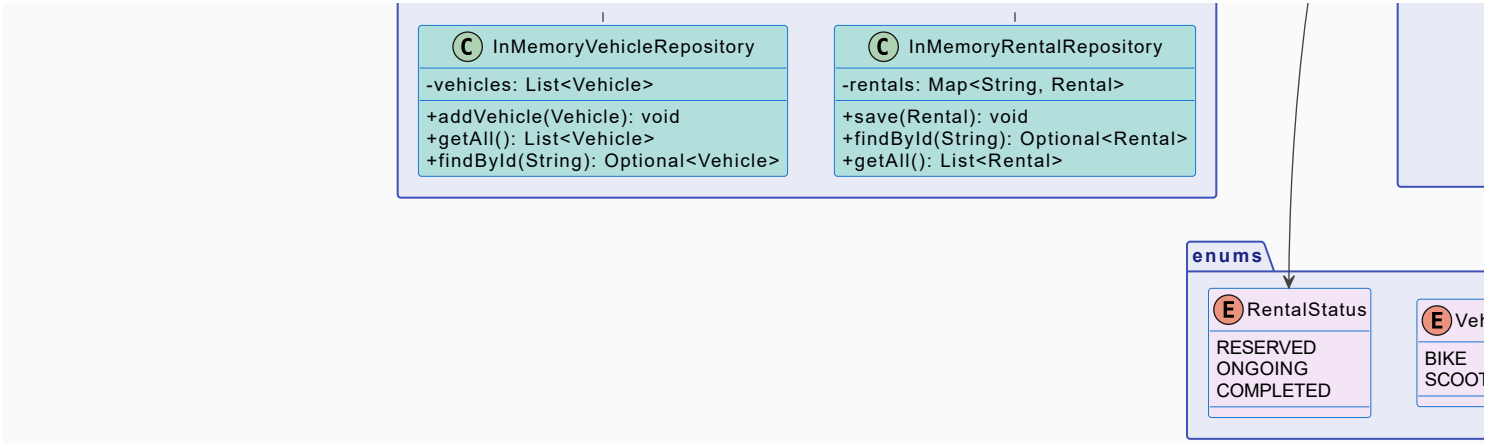 C InMemoryVehicleRepository
-vehicles: List<Vehicle>
+addVehicle(Vehicle): void
+getAll(): List<Vehicle>
+findById(String): Optional<Vehicle>
C InMemoryRentalRepository
-rentals: Map<String, Rental>
+save(Rental): void
+findById(String): Optional<Rental>
+getAll(): List<Rental>
enums
E RentalStatus
RESERVED
ONGOING
COMPLETED
E
BIKE